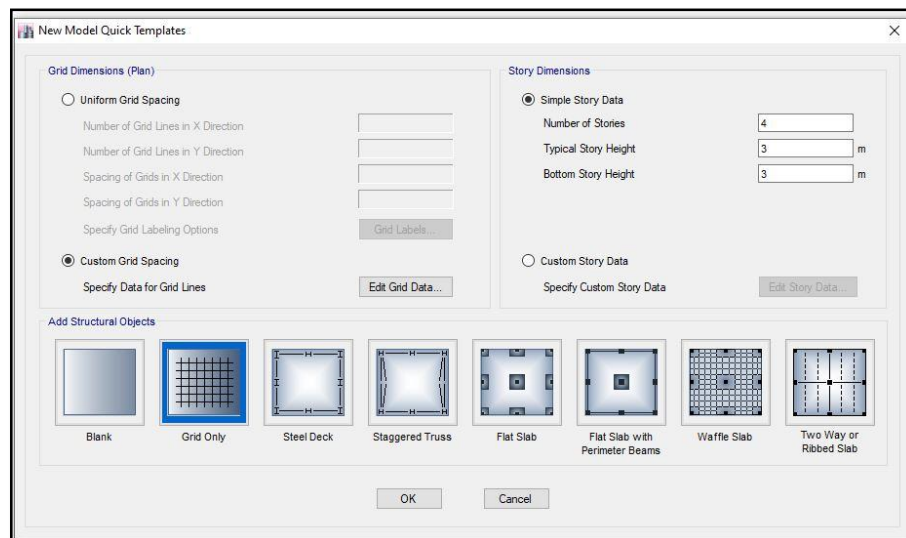 New Model Quick Templates
Grid Dimensions (Plan)
Uniform Grid Spacing
Number of Grid Lines in X Direction
Number of Grid Lines in Y Direction
Spacing of Grids in X Direction
Spacing of Grids in Y Direction
Specify Grid Labeling Options
Grid Labels...
Custom Grid Spacing
Specify Data for Grid Lines
Edit Grid Data...
Story Dimensions
Simple Story Data
Number of Stories
4
Typical Story Height
3
m
Bottom Story Height
3
m
Custom Story Data
Specify Custom Story Data
Edit Story Data...
Add Structural Objects
Blank
Grid Only
Steel Deck
Staggered Truss
Flat Slab
Flat Slab with
Perimeter Beams
Waffle Slab
Two Way or
Ribbed Slab
OK
Cancel